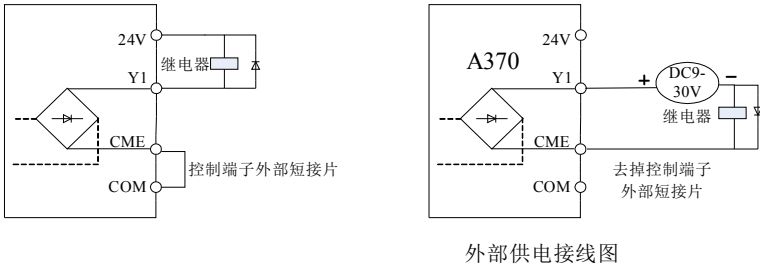 24V
继电器
Y1
CME
控制端子外部短接片
COM
24V
A370
Y1
+
DC9-
30V
−
继电器
CME
去掉控制端子
外部短接片
COM
外部供电接线图